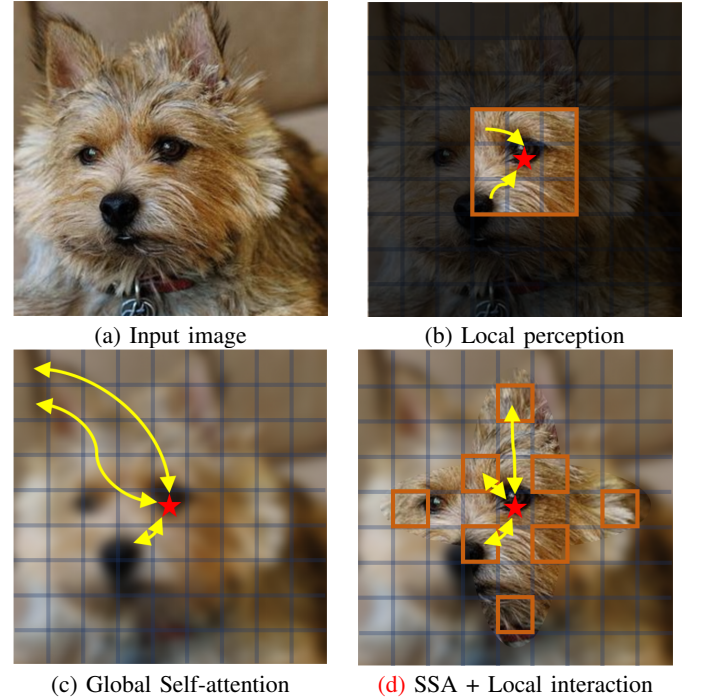 (a) Input image
(b) Local perception
(c) Global Self-attention
(d) SSA + Local interaction